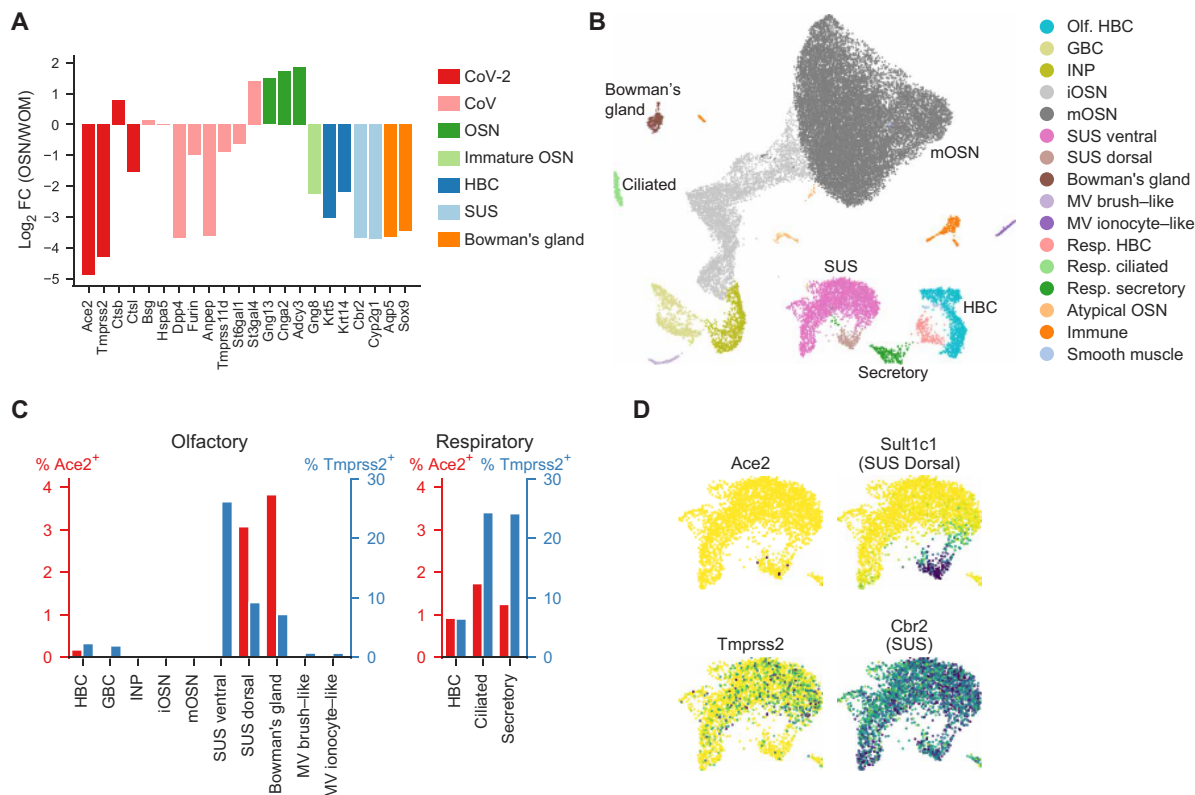 A
Log2 FC (OSN/WOM)
2
1
0
−1
−2
−3
−4
−5
Ace2
Tmprss2
Ctsb
Ctsl
Bsg
Hspa5
Dpp4
Furin
Anpep
Tmprss11d
St6gal1
St3gal4
Gng13
Cnga2
Adcy3
Gng8
Krt5
Krt14
Cbr2
Cyp2g1
Aqp5
Sox9
CoV-2
CoV
OSN
Immature OSN
HBC
SUS
Bowman's gland
B
Bowman's
gland
Ciliated
mOSN
SUS
HBC
Secretory
Olf. HBC
GBC
INP
iOSN
mOSN
SUS ventral
SUS dorsal
Bowman's gland
MV brush–like
MV ionocyte–like
Resp. HBC
Resp. ciliated
Resp. secretory
Atypical OSN
Immune
Smooth muscle
C
Olfactory
% Ace2+
% Tmprss2+
4
3
2
1
0
30
20
10
0
HBC
GBC
INP
iOSN
mOSN
SUS ventral
SUS dorsal
Bowman's gland
MV brush–like
MV ionocyte–like
Respiratory
% Ace2+
% Tmprss2+
4
3
2
1
0
30
20
10
0
HBC
Ciliated
Secretory
D
Ace2
Sult1c1
(SUS Dorsal)
Tmprss2
Cbr2
(SUS)